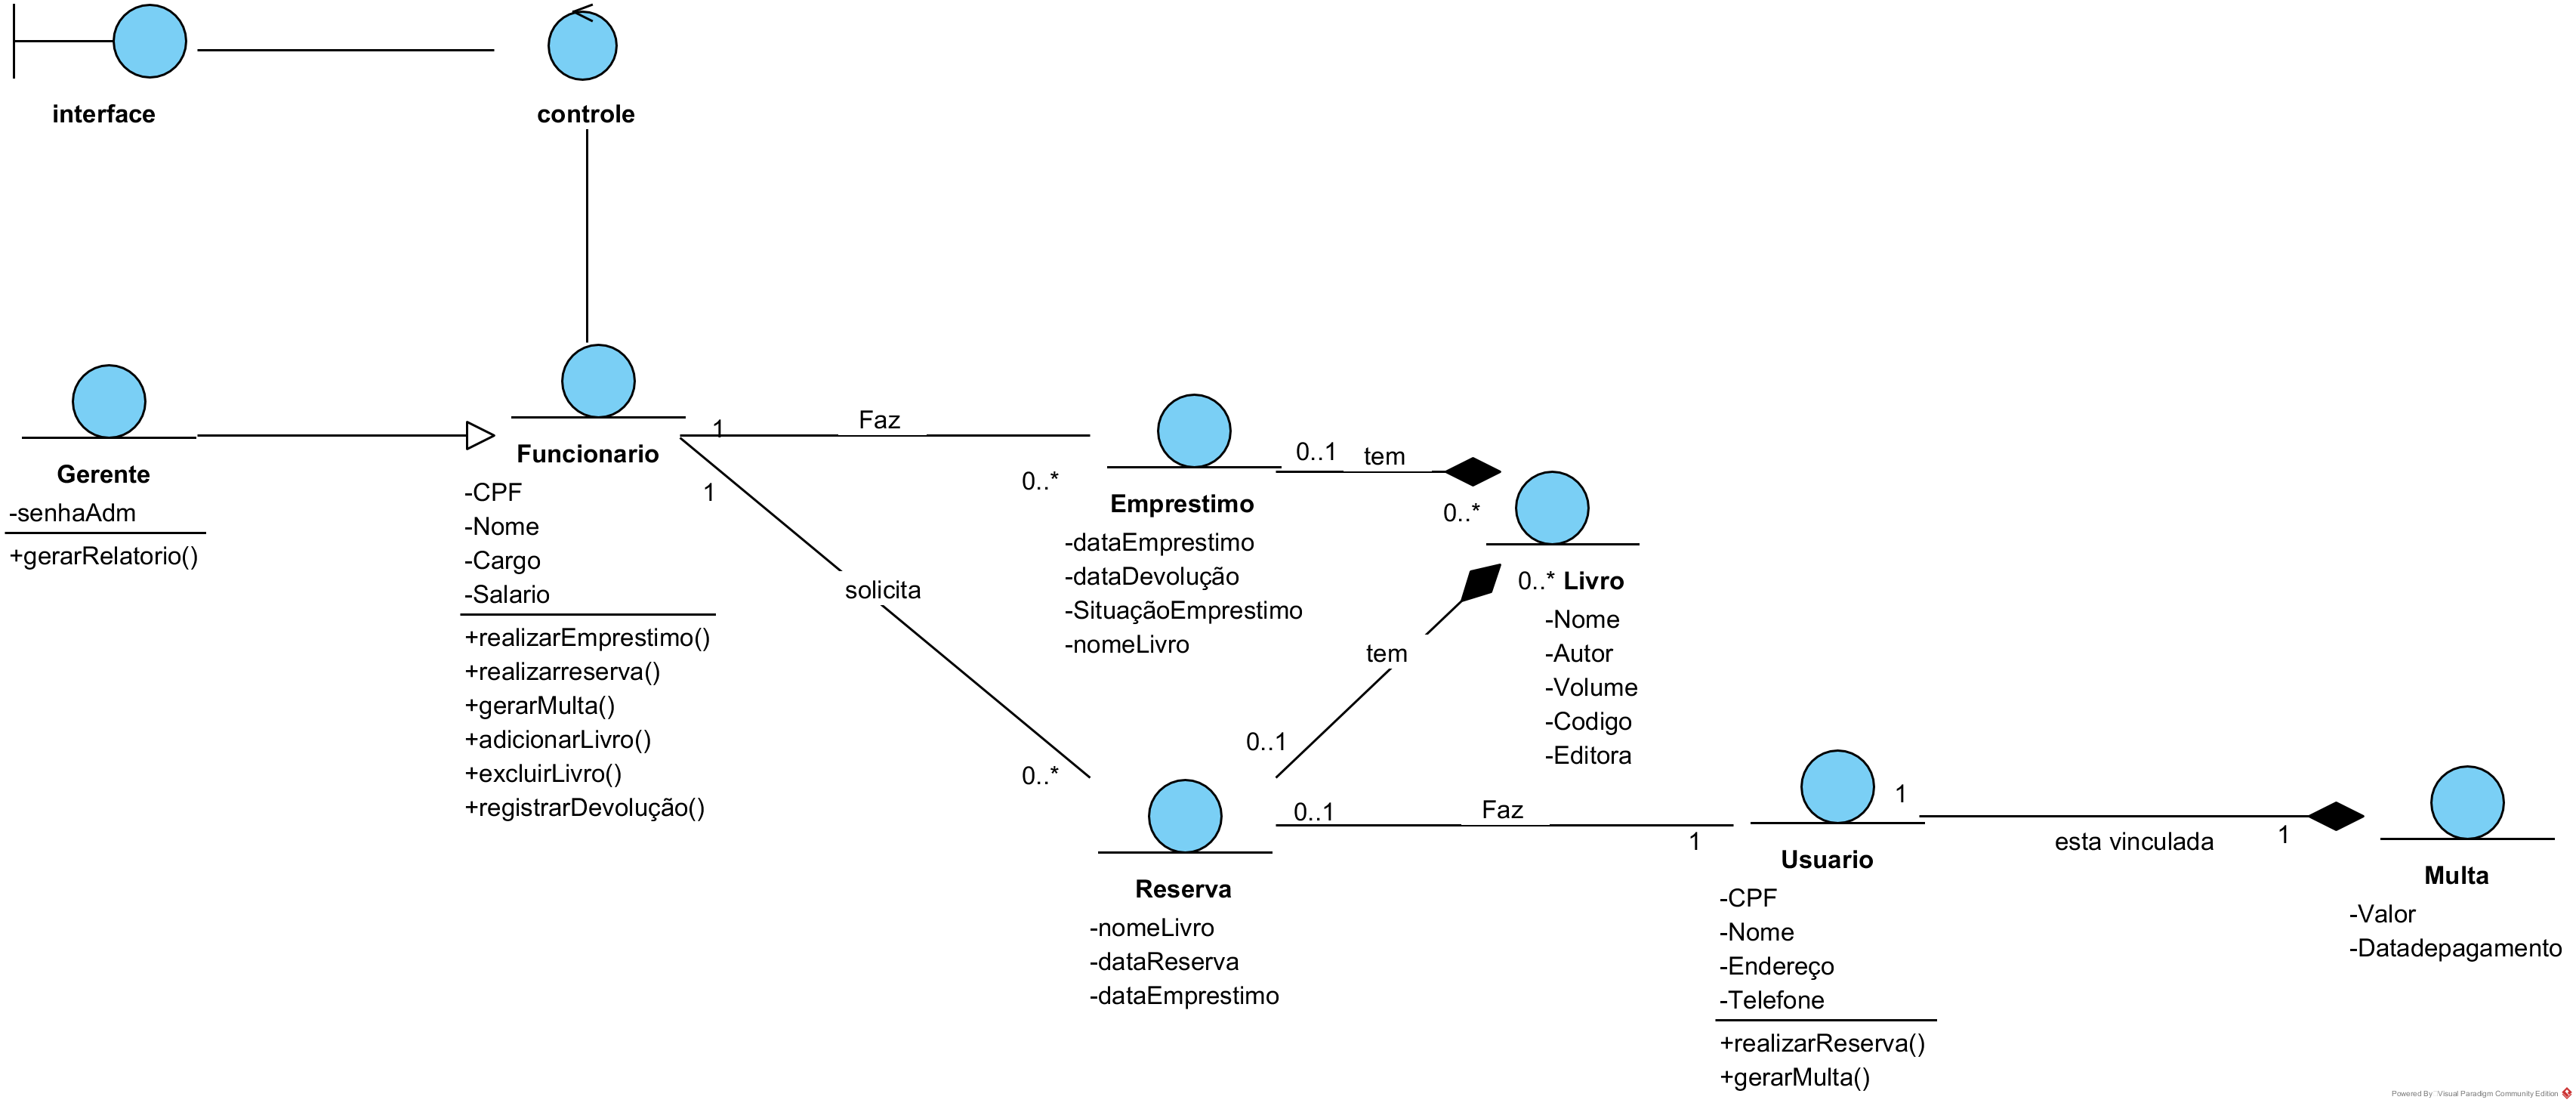 interface
controle
Gerente
-senhaAdm
+gerarRelatorio()
Funcionario
-CPF
-Nome
-Cargo
-Salario
+realizarEmprestimo()
+realizarreserva()
+gerarMulta()
+adicionarLivro()
+excluirLivro()
+registrarDevolução()
1
Faz
0..*
1
solicita
0..*
Emprestimo
-dataEmprestimo
-dataDevolução
-SituaçãoEmprestimo
-nomeLivro
0..1
tem
0..*
0..*
Livro
-Nome
-Autor
-Volume
-Codigo
-Editora
tem
0..1
Reserva
-nomeLivro
-dataReserva
-dataEmprestimo
0..1
Faz
1
Usuario
-CPF
-Nome
-Endereço
-Telefone
+realizarReserva()
+gerarMulta()
1
esta vinculada
1
Multa
-Valor
-Datadepagamento
Powered By Visual Paradigm Community Edition